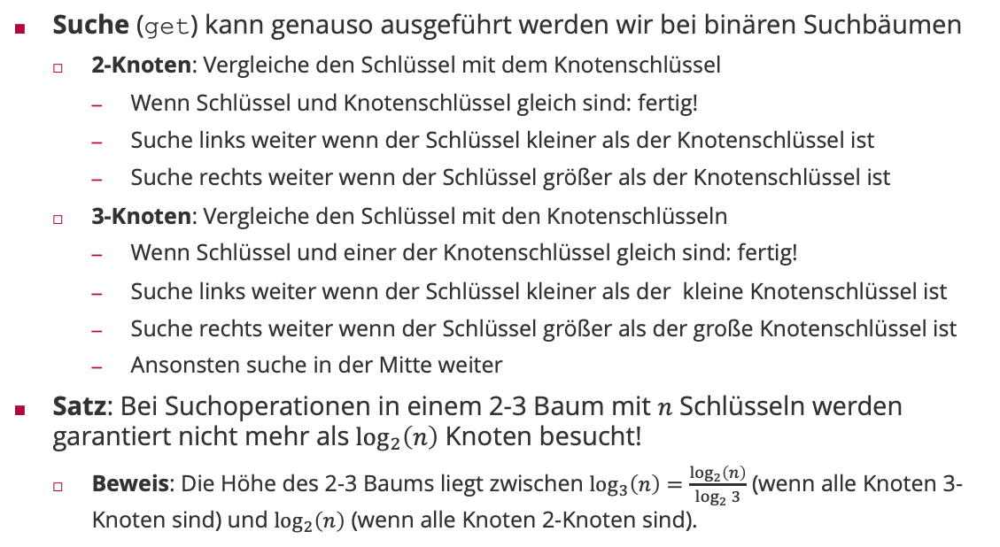 ■ Suche (get) kann genauso ausgeführt werden wir bei binären Suchbäumen
□ 2-Knoten: Vergleiche den Schlüssel mit dem Knotenschlüssel
– Wenn Schlüssel und Knotenschlüssel gleich sind: fertig!
– Suche links weiter wenn der Schlüssel kleiner als der Knotenschlüssel ist
– Suche rechts weiter wenn der Schlüssel größer als der Knotenschlüssel ist
□ 3-Knoten: Vergleiche den Schlüssel mit den Knotenschlüsseln
– Wenn Schlüssel und einer der Knotenschlüssel gleich sind: fertig!
– Suche links weiter wenn der Schlüssel kleiner als der  kleine Knotenschlüssel ist
– Suche rechts weiter wenn der Schlüssel größer als der große Knotenschlüssel ist
– Ansonsten suche in der Mitte weiter
■ Satz: Bei Suchoperationen in einem 2-3 Baum mit n Schlüsseln werden
garantiert nicht mehr als log₂(n) Knoten besucht!
□ Beweis: Die Höhe des 2-3 Baums liegt zwischen log₃(n) = log₂(n)/log₂ 3 (wenn alle Knoten 3-
Knoten sind) und log₂(n) (wenn alle Knoten 2-Knoten sind).